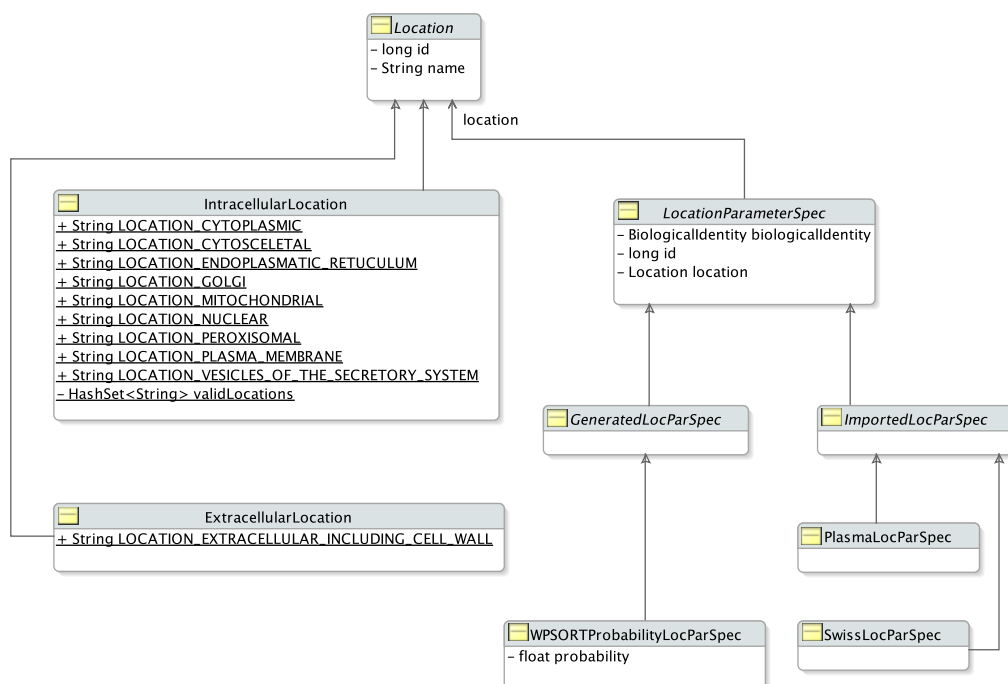 Location
– long id
– String name
location
IntracellularLocation
+ String LOCATION_CYTOPLASMIC
+ String LOCATION_CYTOSCELETAL
+ String LOCATION_ENDOPLASMATIC_RETUCULUM
+ String LOCATION_GOLGI
+ String LOCATION_MITOCHONDRIAL
+ String LOCATION_NUCLEAR
+ String LOCATION_PEROXISOMAL
+ String LOCATION_PLASMA_MEMBRANE
+ String LOCATION_VESICLES_OF_THE_SECRETORY_SYSTEM
– HashSet<String> validLocations
LocationParameterSpec
– BiologicalIdentity biologicalIdentity
– long id
– Location location
GeneratedLocParSpec
ImportedLocParSpec
ExtracellularLocation
+ String LOCATION_EXTRACELLULAR_INCLUDING_CELL_WALL
PlasmaLocParSpec
WPSORTProbabilityLocParSpec
– float probability
SwissLocParSpec